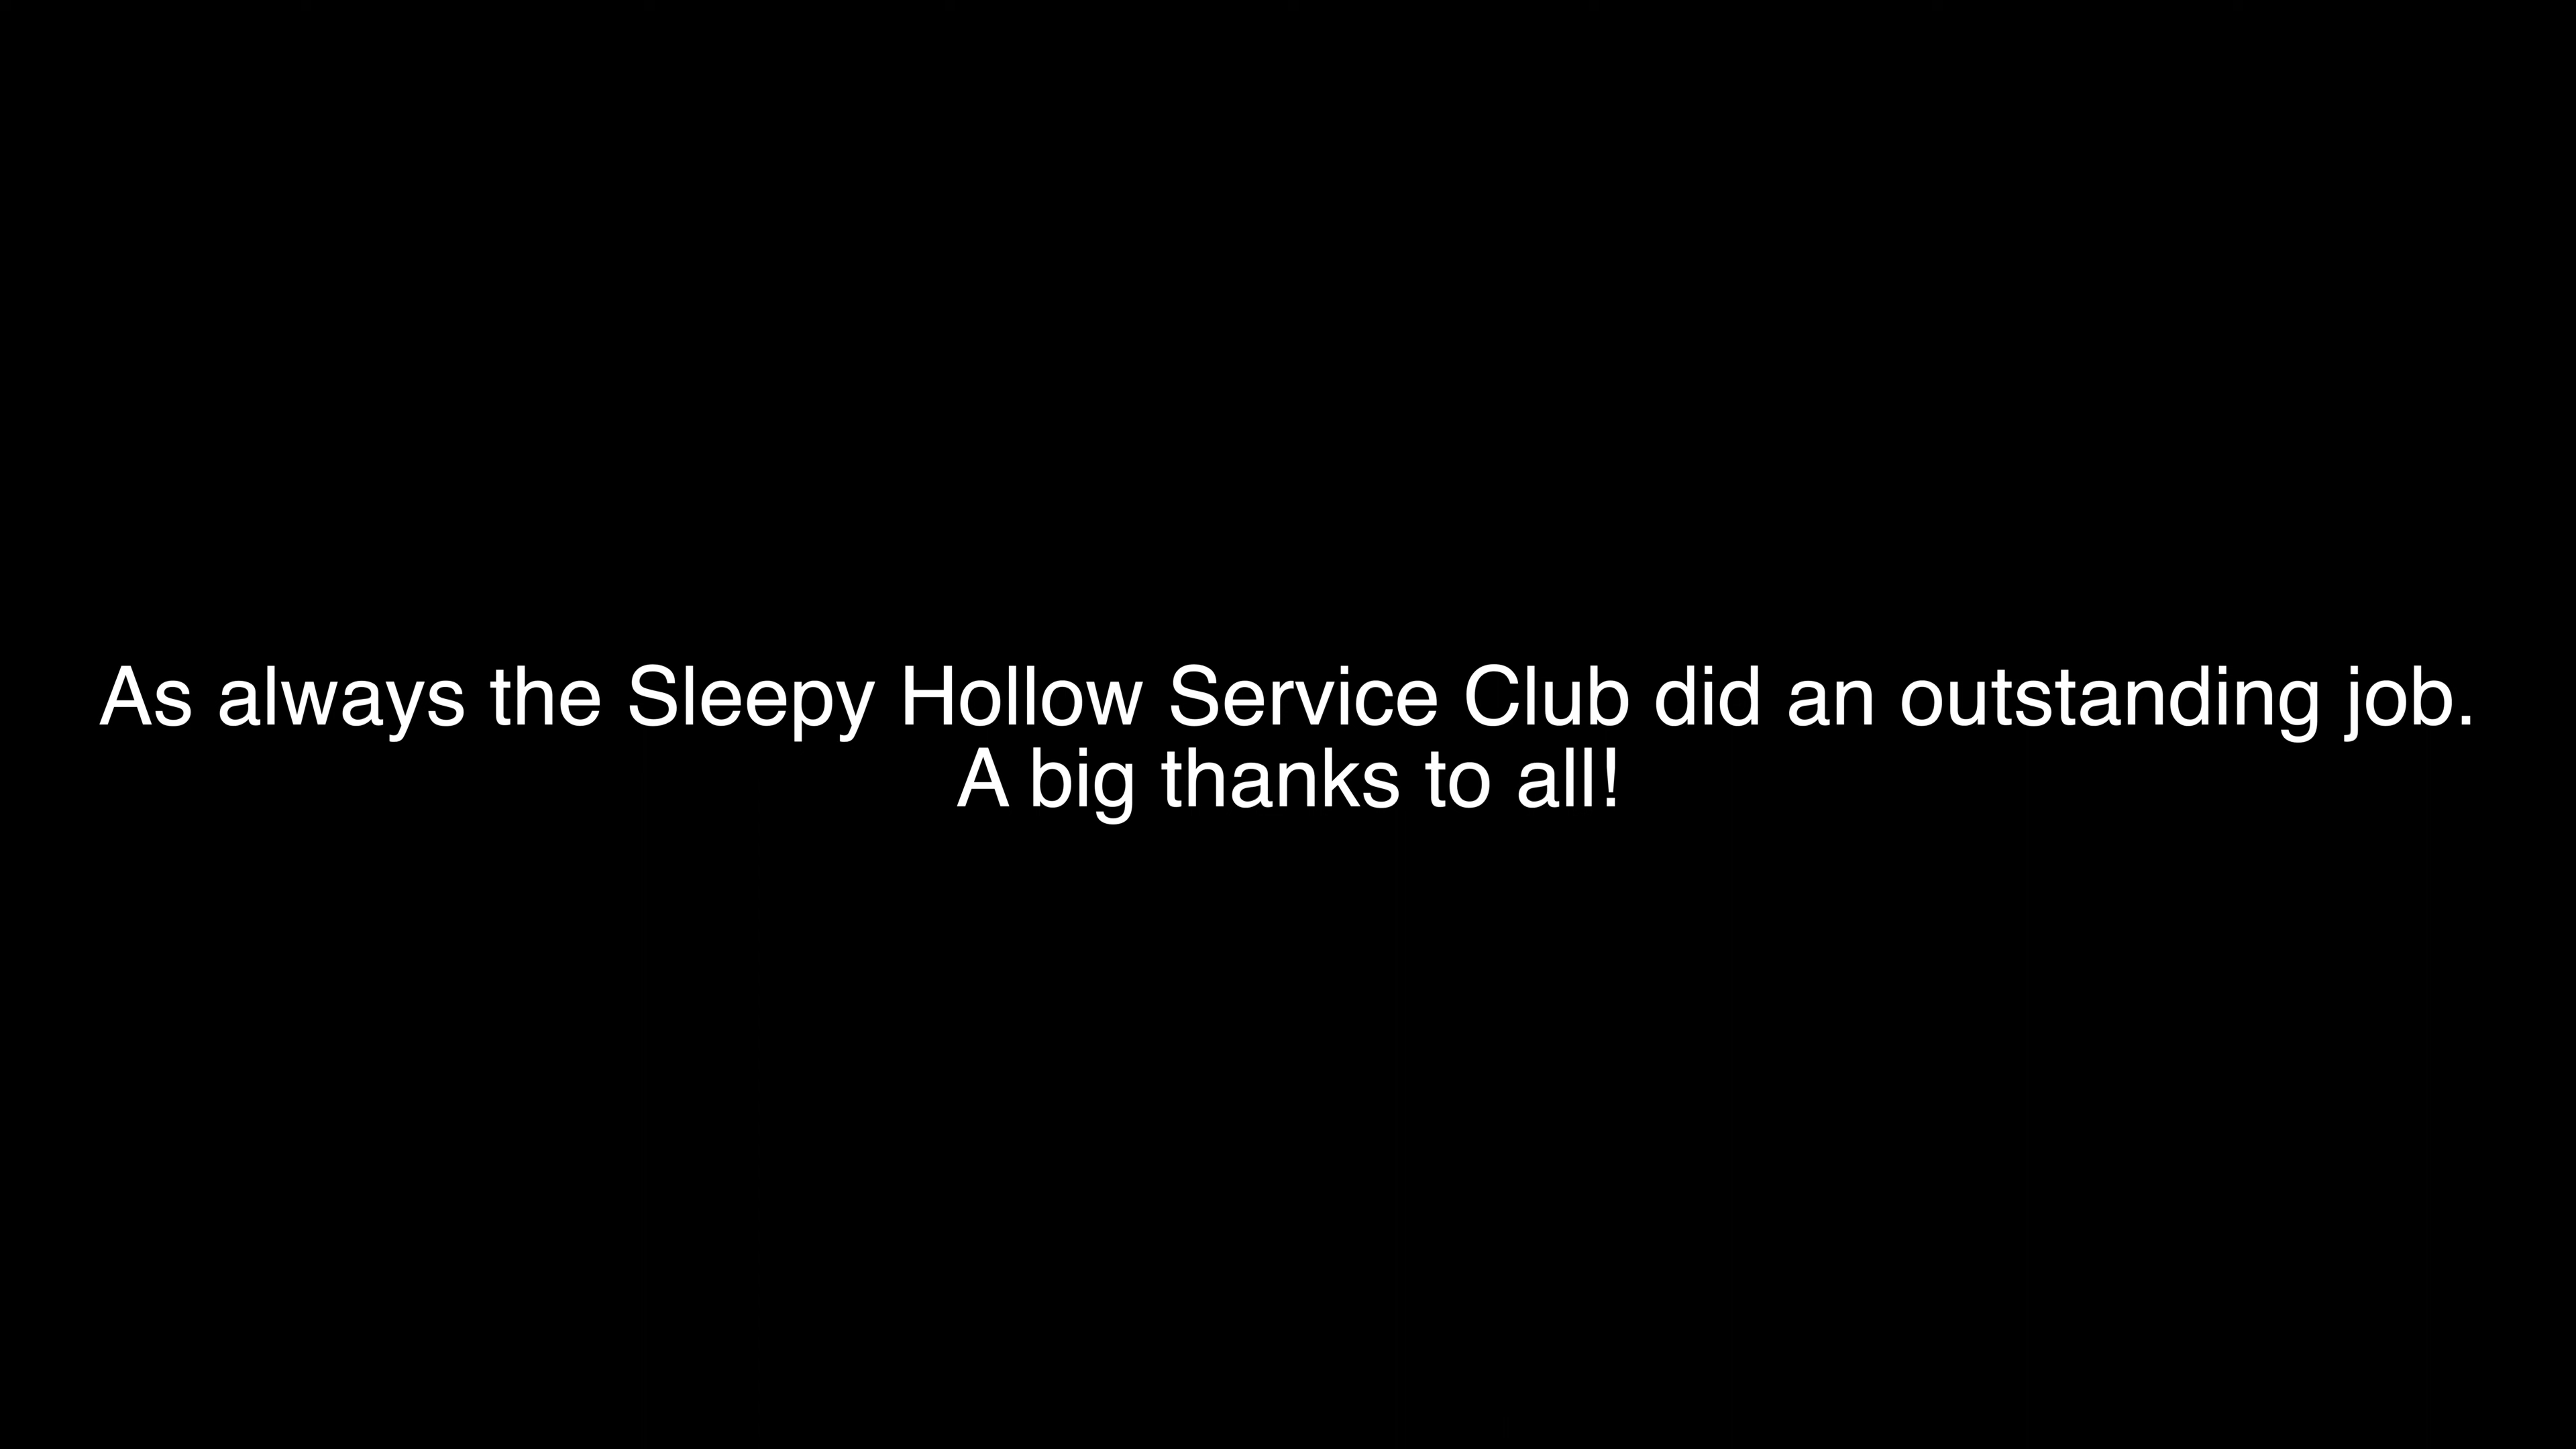 As always the Sleepy Hollow Service Club did an outstanding job.
A big thanks to all!